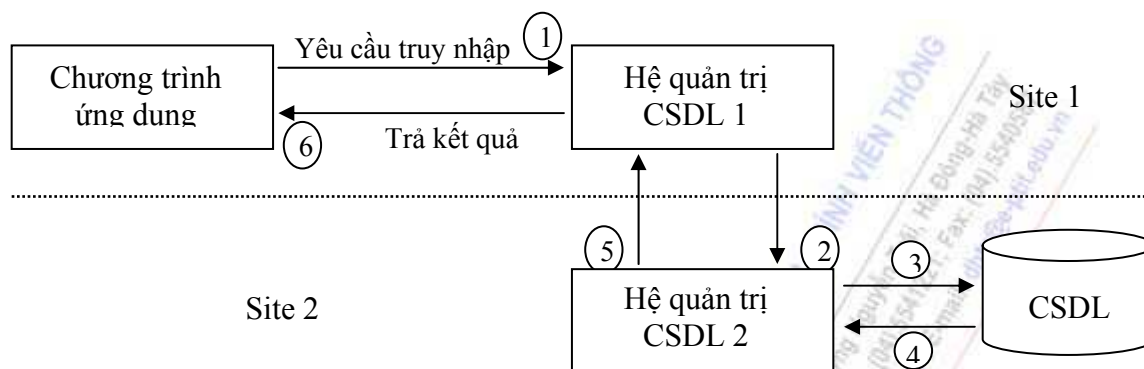 Yêu cầu truy nhập
1
Chương trình
ứng dụng
Hệ quản trị
CSDL 1
Site 1
6
Trả kết quả
5
2
3
Site 2
Hệ quản trị
CSDL 2
CSDL
4